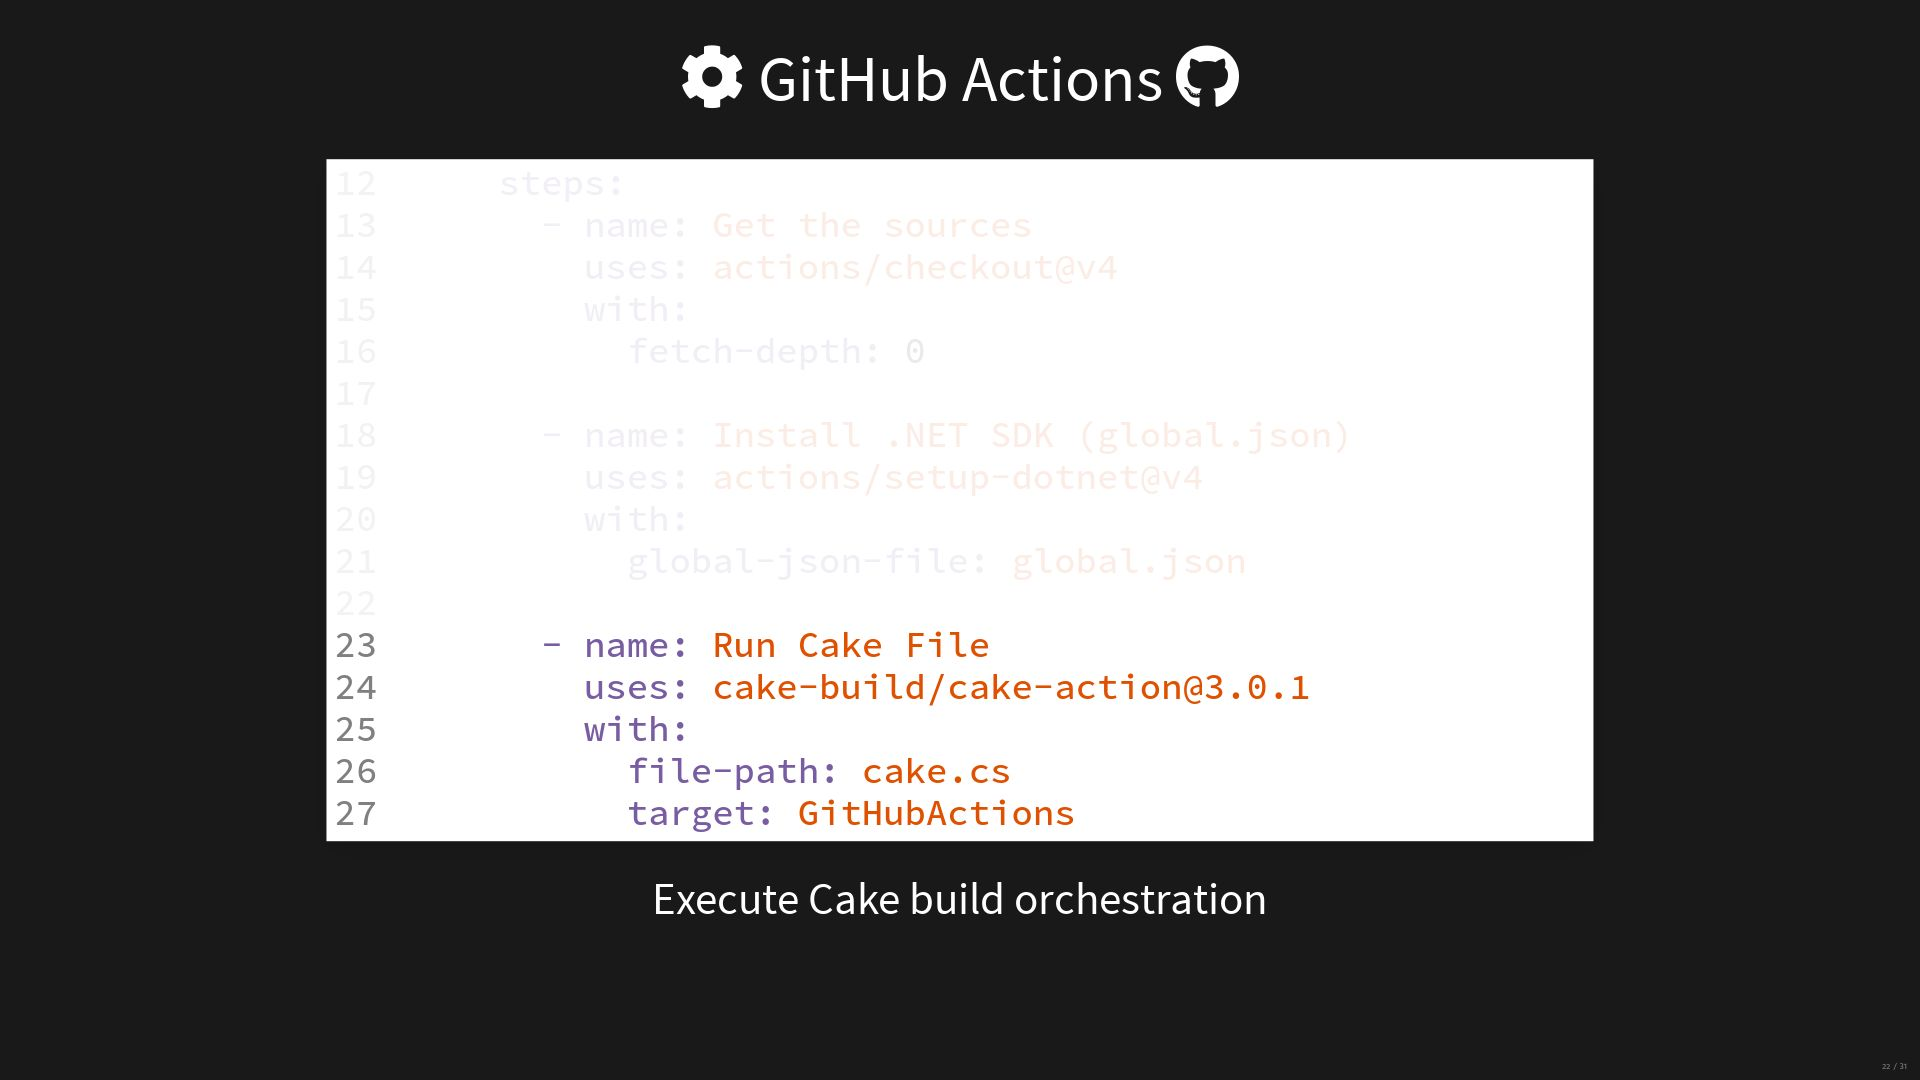 GitHub Actions
12 steps:
13 - name: Get the sources
14 uses: actions/checkout@v4
15 with:
16 fetch-depth: 0
17
18 - name: Install .NET SDK (global.json)
19 uses: actions/setup-dotnet@v4
20 with:
21 global-json-file: global.json
22
23 - name: Run Cake File
24 uses: cake-build/cake-action@3.0.1
25 with:
26 file-path: cake.cs
27 target: GitHubActions
Execute Cake build orchestration
22 / 31